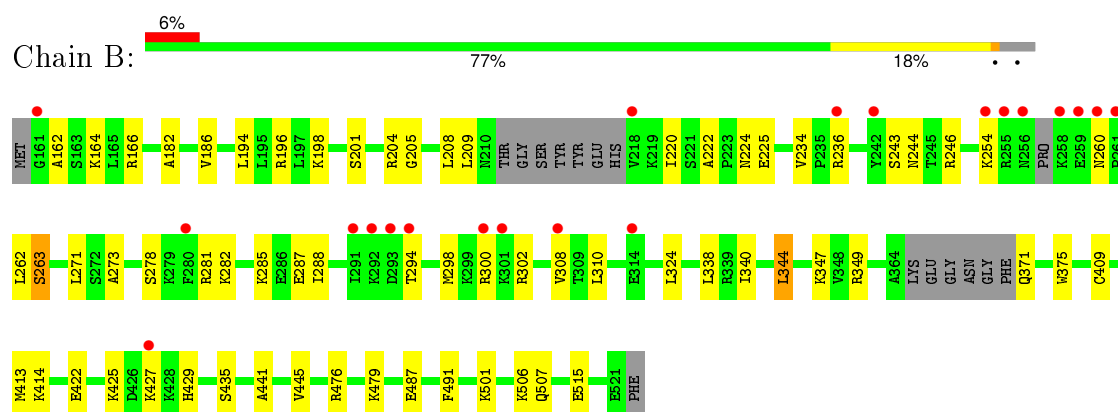 6%
Chain B:
77% 18% • •
MET G161 A162 S163 K164 L165 R166 A182 V186 L194 L195 R196 L197 K198 S201 R204 G205 L208 L209 N210 THR GLY SER TYR TYR GLU HIS V218 K219 I220 S221 A222 P223 N224 E225 V234 P235 R236 Y242 S243 N244 T245 R246 K254 R255 N256 PRO K258 E259 N260 P261
L262 S263 L271 S272 A273 S278 K279 F280 R281 K282 K285 E286 E287 I288 I291 K292 D293 T294 M298 K299 R300 K301 R302 V308 T309 L310 E314 L324 L338 R339 I340 L344 K347 V348 R349 A364 LYS GLU GLY ASN GLY PHE Q371 W375 C409
M413 K414 E422 K425 D426 K427 K428 H429 S435 A441 V445 R476 K479 E487 F491 K501 K506 Q507 E515 E521 PHE